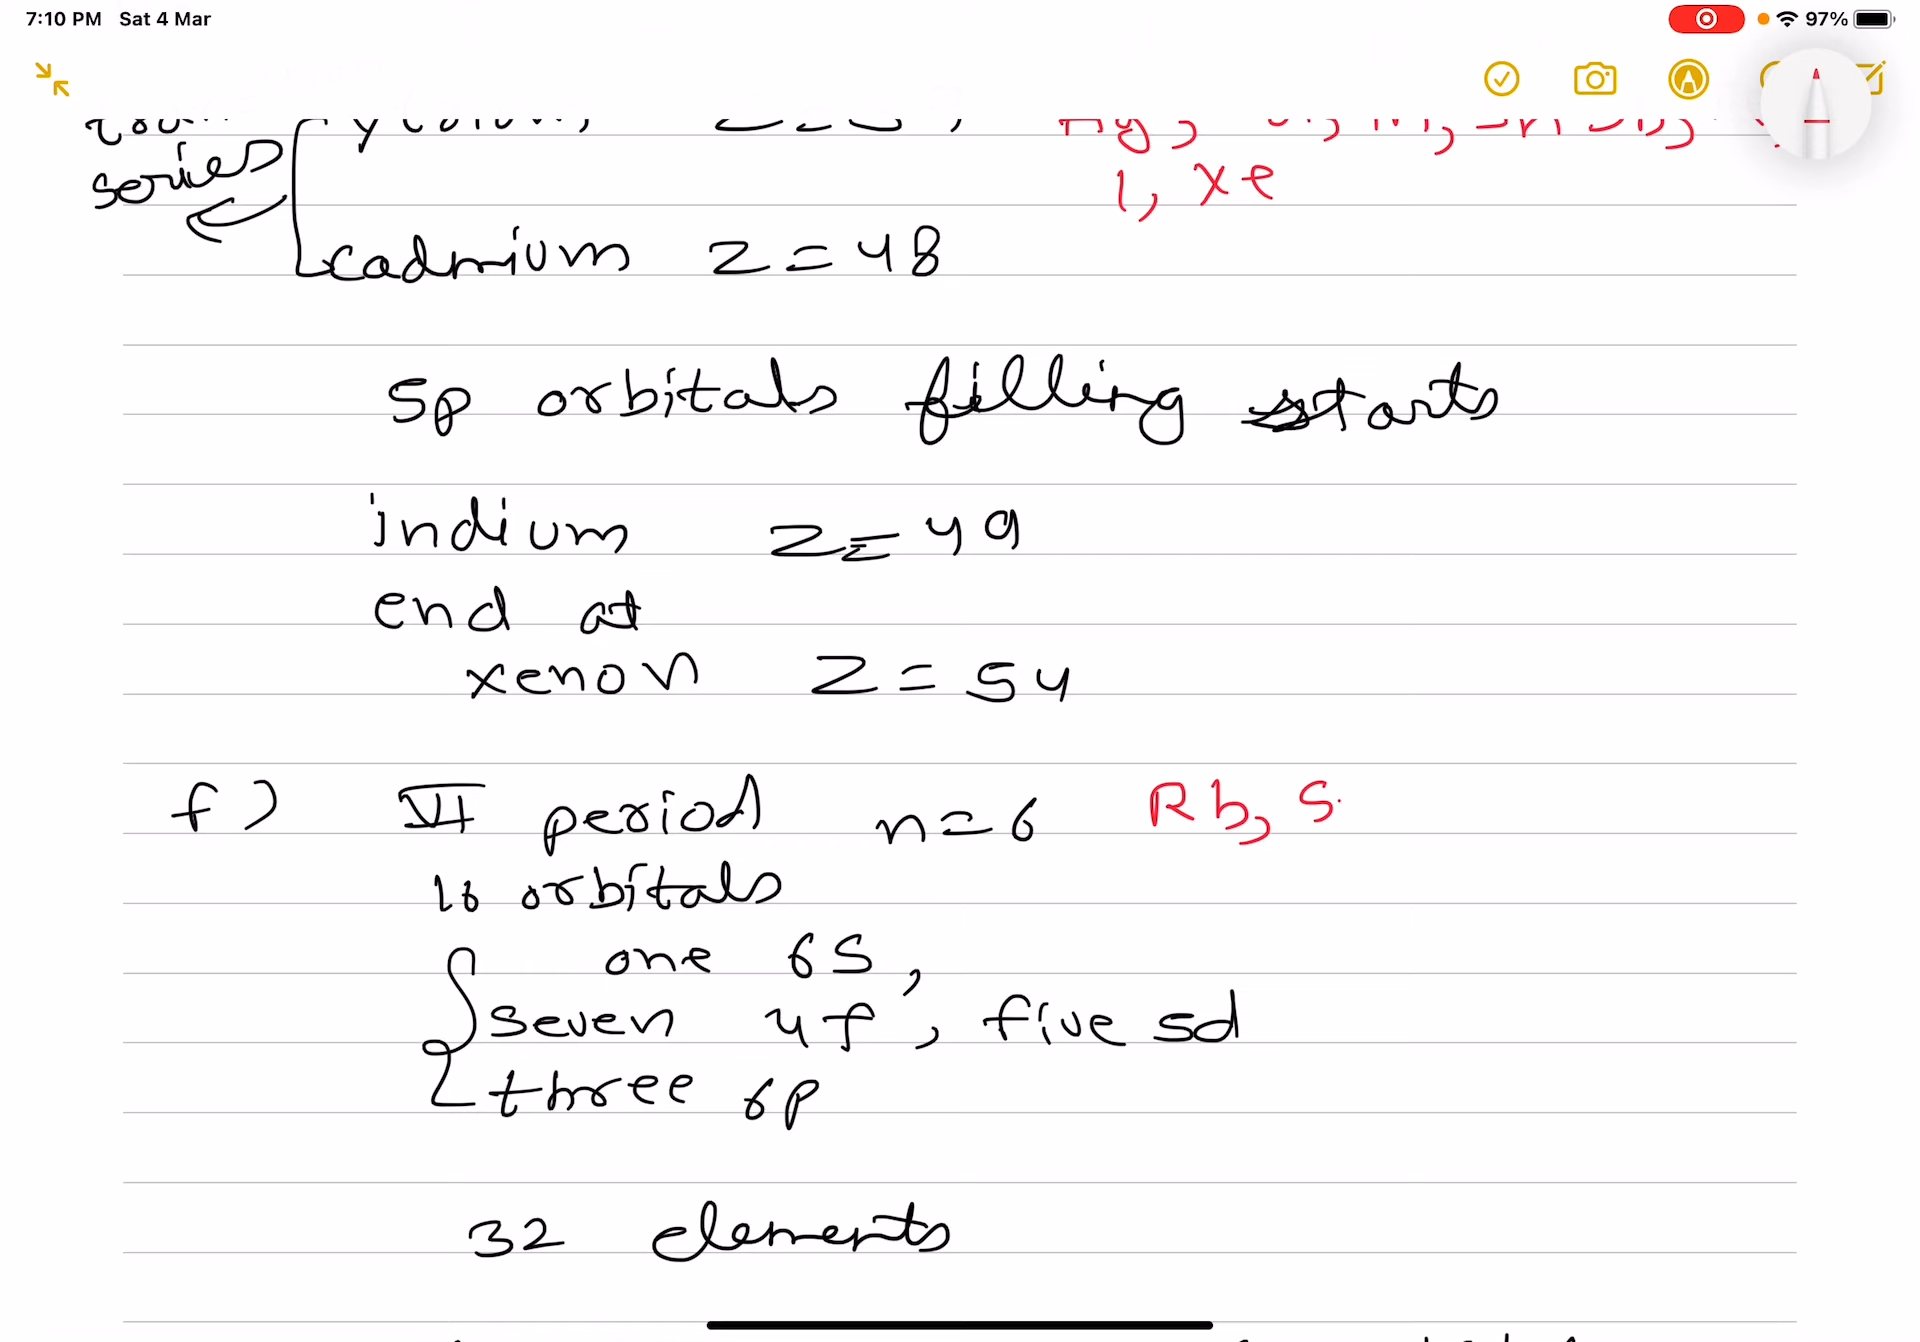 7:10 PM Sat 4 Mar
97%
series
I, Xe
cadmium Z = 48
5p orbitals filling starts
indium Z = 49
end at
xenon Z = 54
f) VI period n = 6 Rb, S
16 orbitals
one 6s,
seven 4f, five 5d
three 6p
32 elements